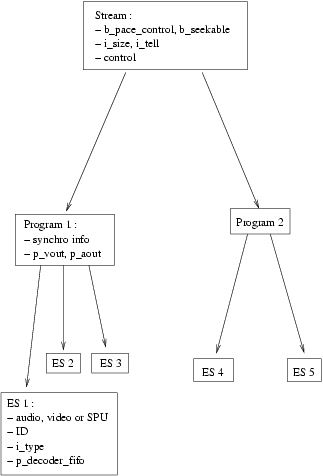 Stream :
– b_pace_control, b_seekable
– i_size, i_tell
– control
Program 1 :
– synchro info
– p_vout, p_aout
Program 2
ES 2
ES 3
ES 4
ES 5
ES 1 :
– audio, video or SPU
– ID
– i_type
– p_decoder_fifo